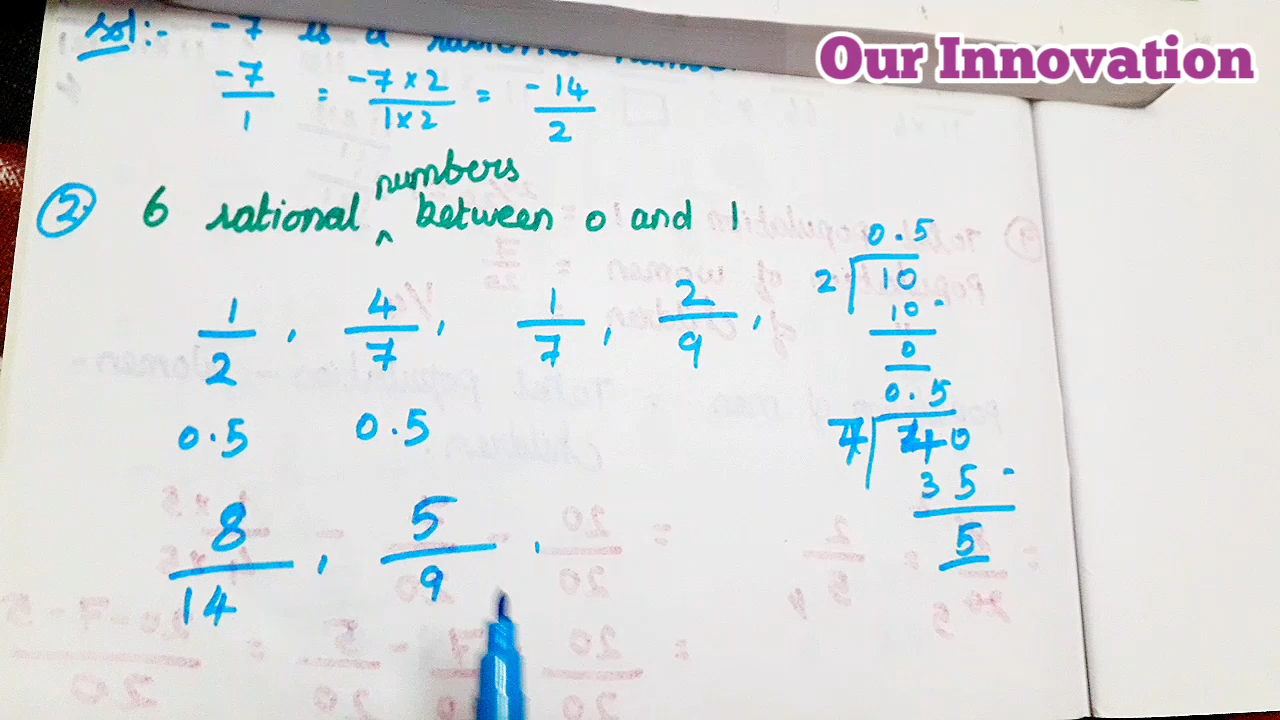 Our Innovation
Sol:- -7 is a rational
-7/1 = -7×2/1×2 = -14/2
2. 6 rational numbers between 0 and 1
1/2, 4/7, 1/7, 2/9,
0.5 0.5
8/14, 5/9,
0.5
2 10
10
0
0.5
7 40
35
5